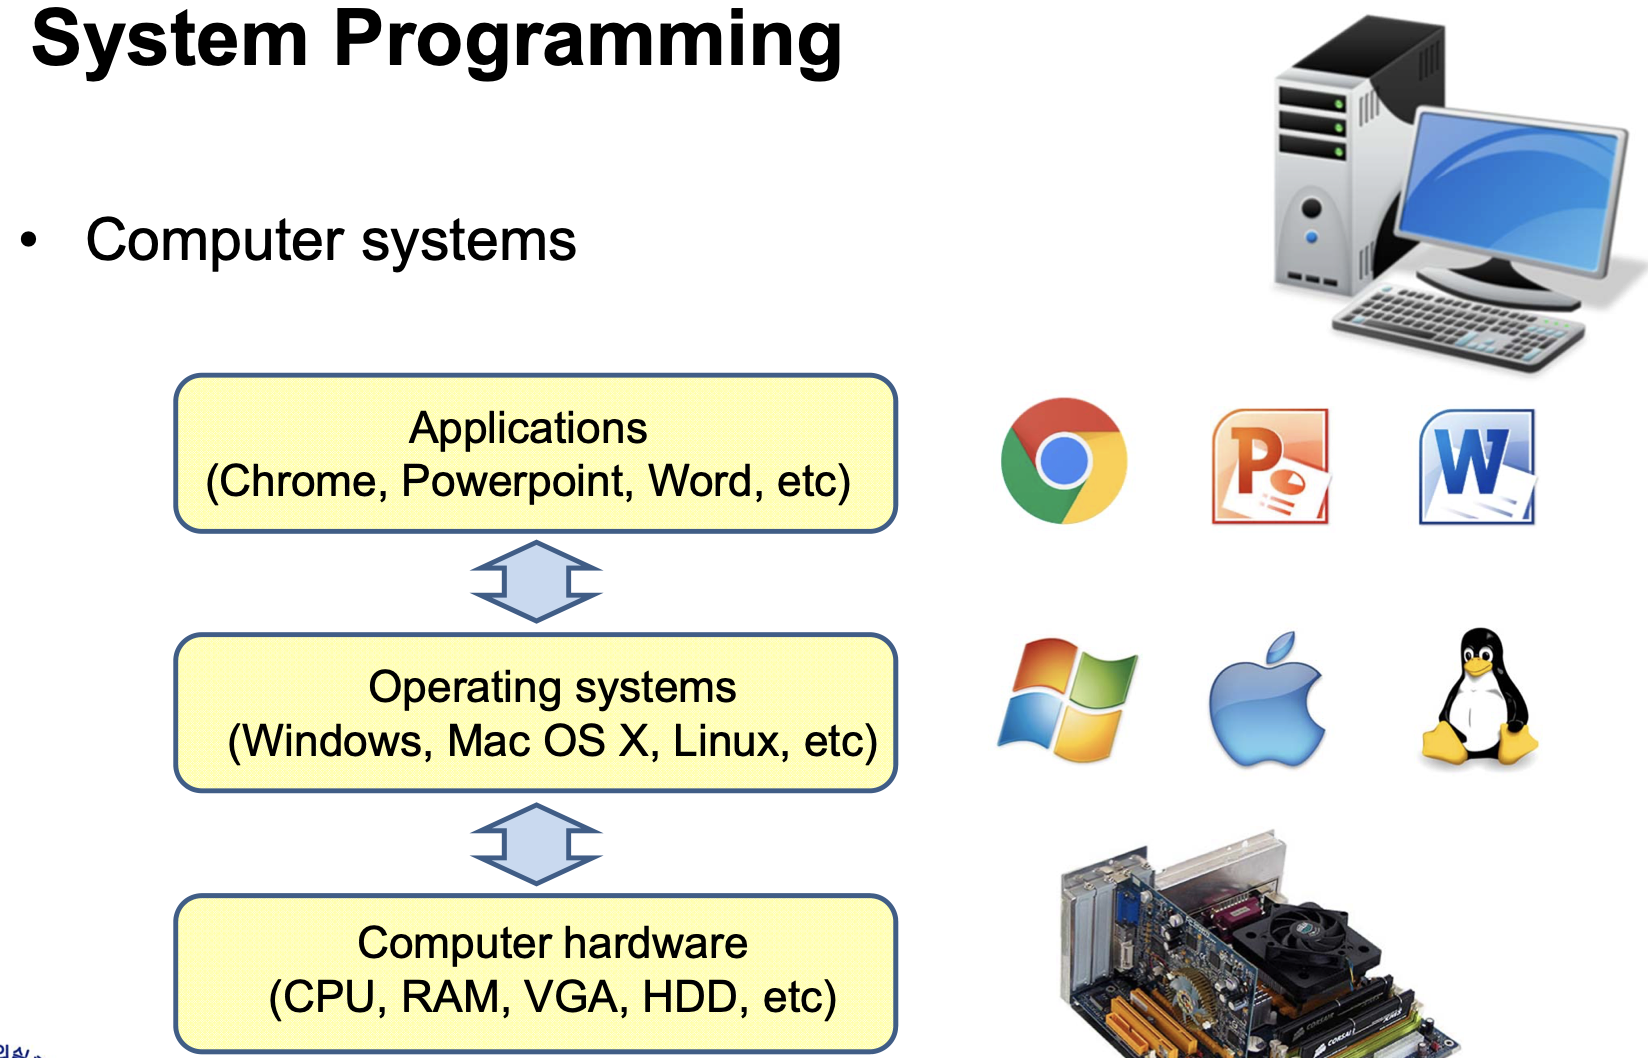 System Programming
• Computer systems
Applications
(Chrome, Powerpoint, Word, etc)
Operating systems
(Windows, Mac OS X, Linux, etc)
Computer hardware
(CPU, RAM, VGA, HDD, etc)